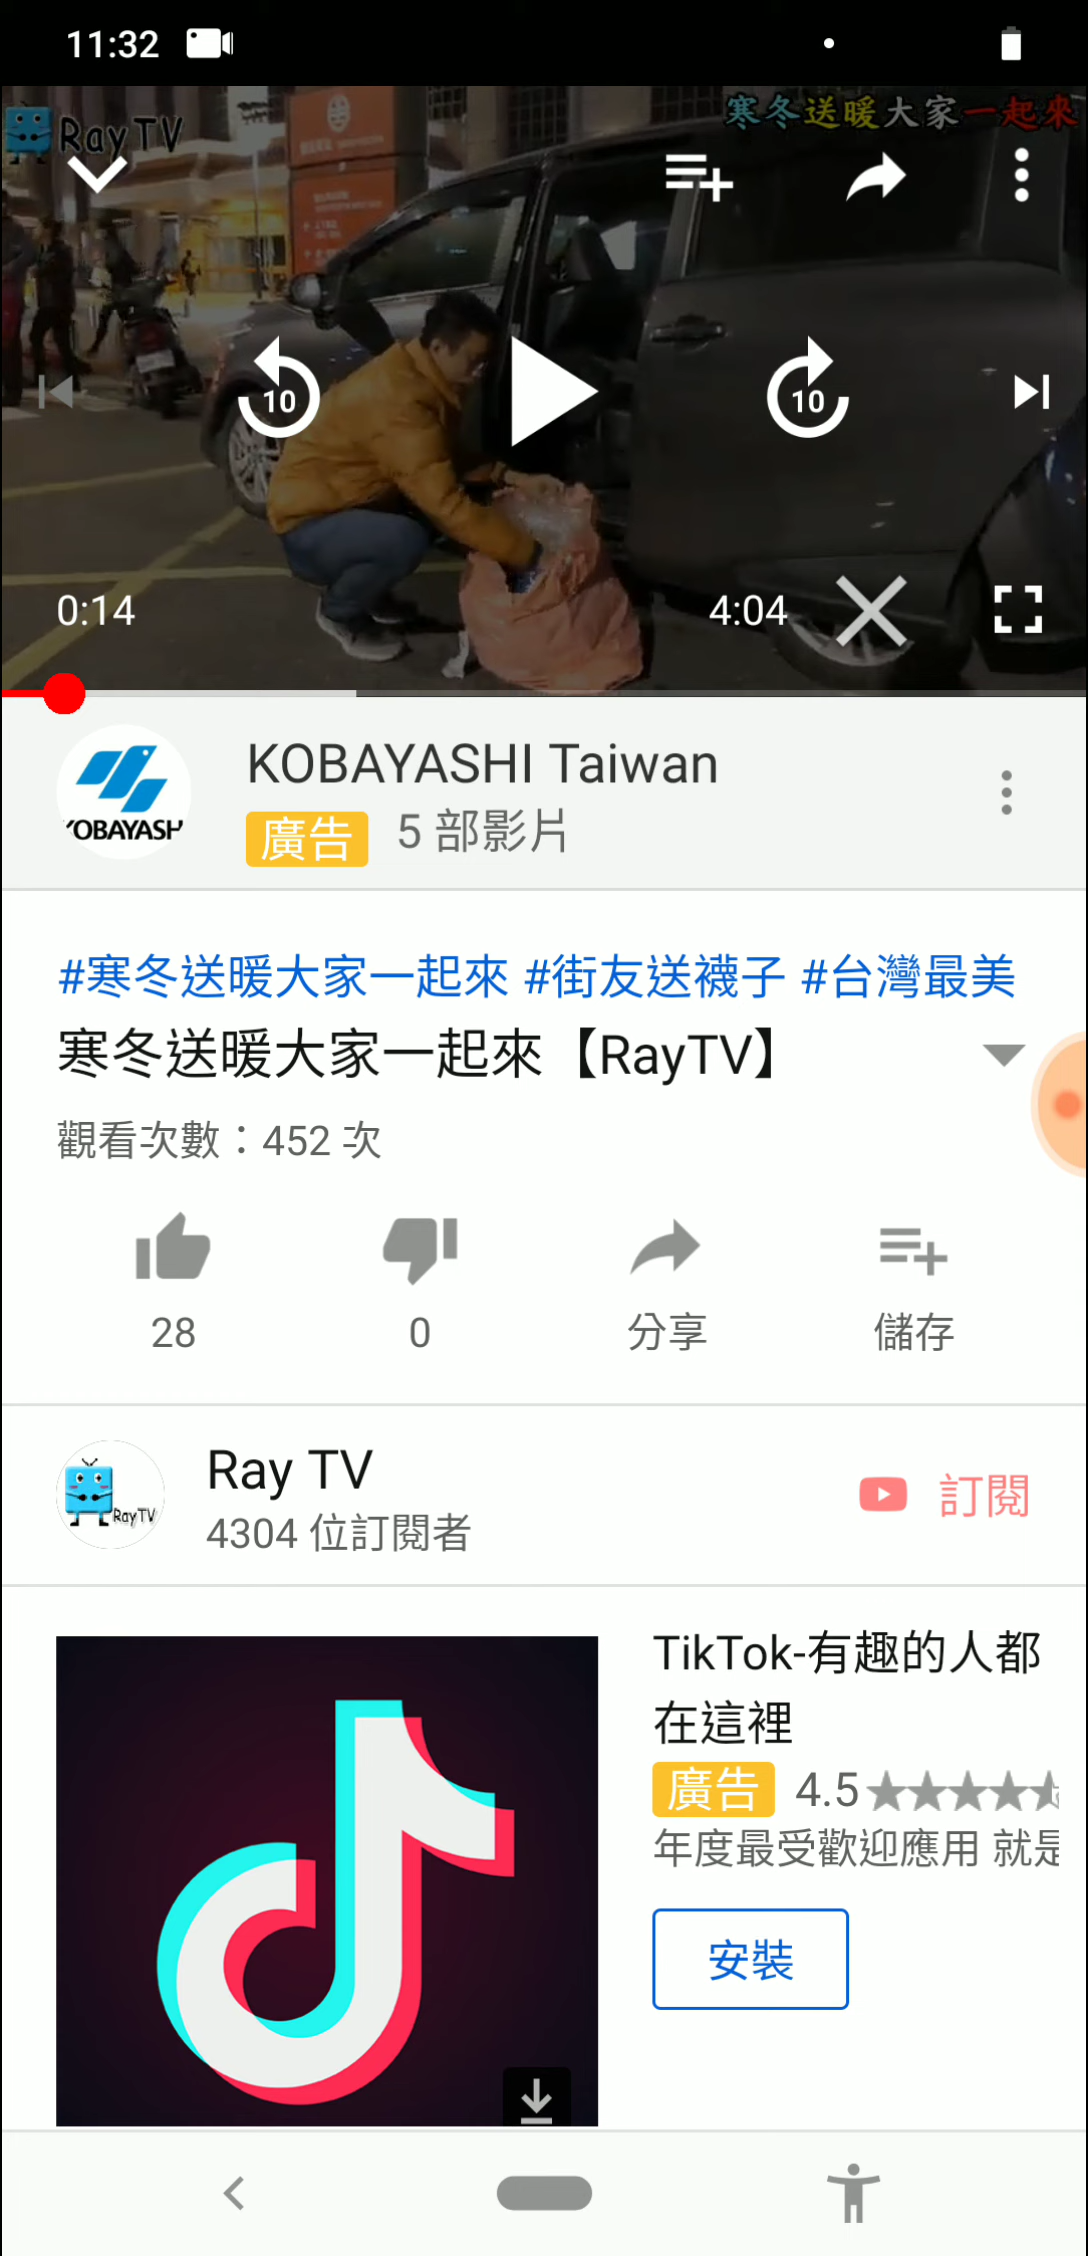 11:32
RayTV
寒冬送暖大家一起來
10
10
0:14
4:04
KOBAYASHI Taiwan
廣告 5 部影片
#寒冬送暖大家一起來 #街友送襪子 #台灣最美
寒冬送暖大家一起來【RayTV】
觀看次數：452 次
28
0
分享
儲存
Ray TV
4304 位訂閱者
訂閱
RayTV
TikTok-有趣的人都
在這裡
廣告 4.5
年度最受歡迎應用 就是
安裝